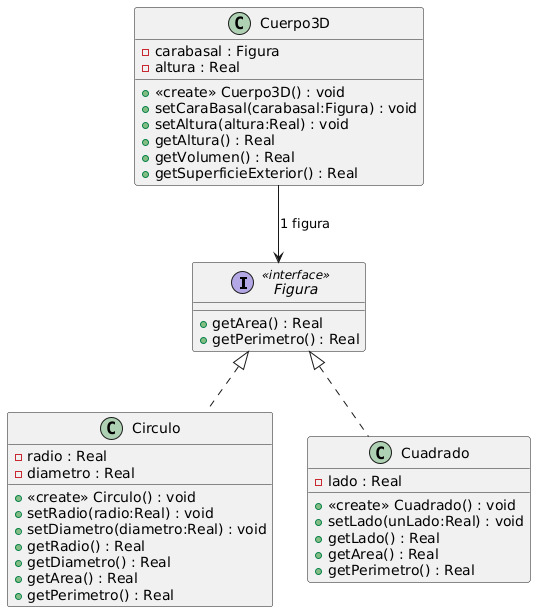 C Cuerpo3D
carabasal : Figura
altura : Real
«create» Cuerpo3D() : void
setCaraBasal(carabasal:Figura) : void
setAltura(altura:Real) : void
getAltura() : Real
getVolumen() : Real
getSuperficieExterior() : Real
1 figura
«interface»
I Figura
getArea() : Real
getPerimetro() : Real
C Circulo
radio : Real
diametro : Real
«create» Circulo() : void
setRadio(radio:Real) : void
setDiametro(diametro:Real) : void
getRadio() : Real
getDiametro() : Real
getArea() : Real
getPerimetro() : Real
C Cuadrado
lado : Real
«create» Cuadrado() : void
setLado(unLado:Real) : void
getLado() : Real
getArea() : Real
getPerimetro() : Real